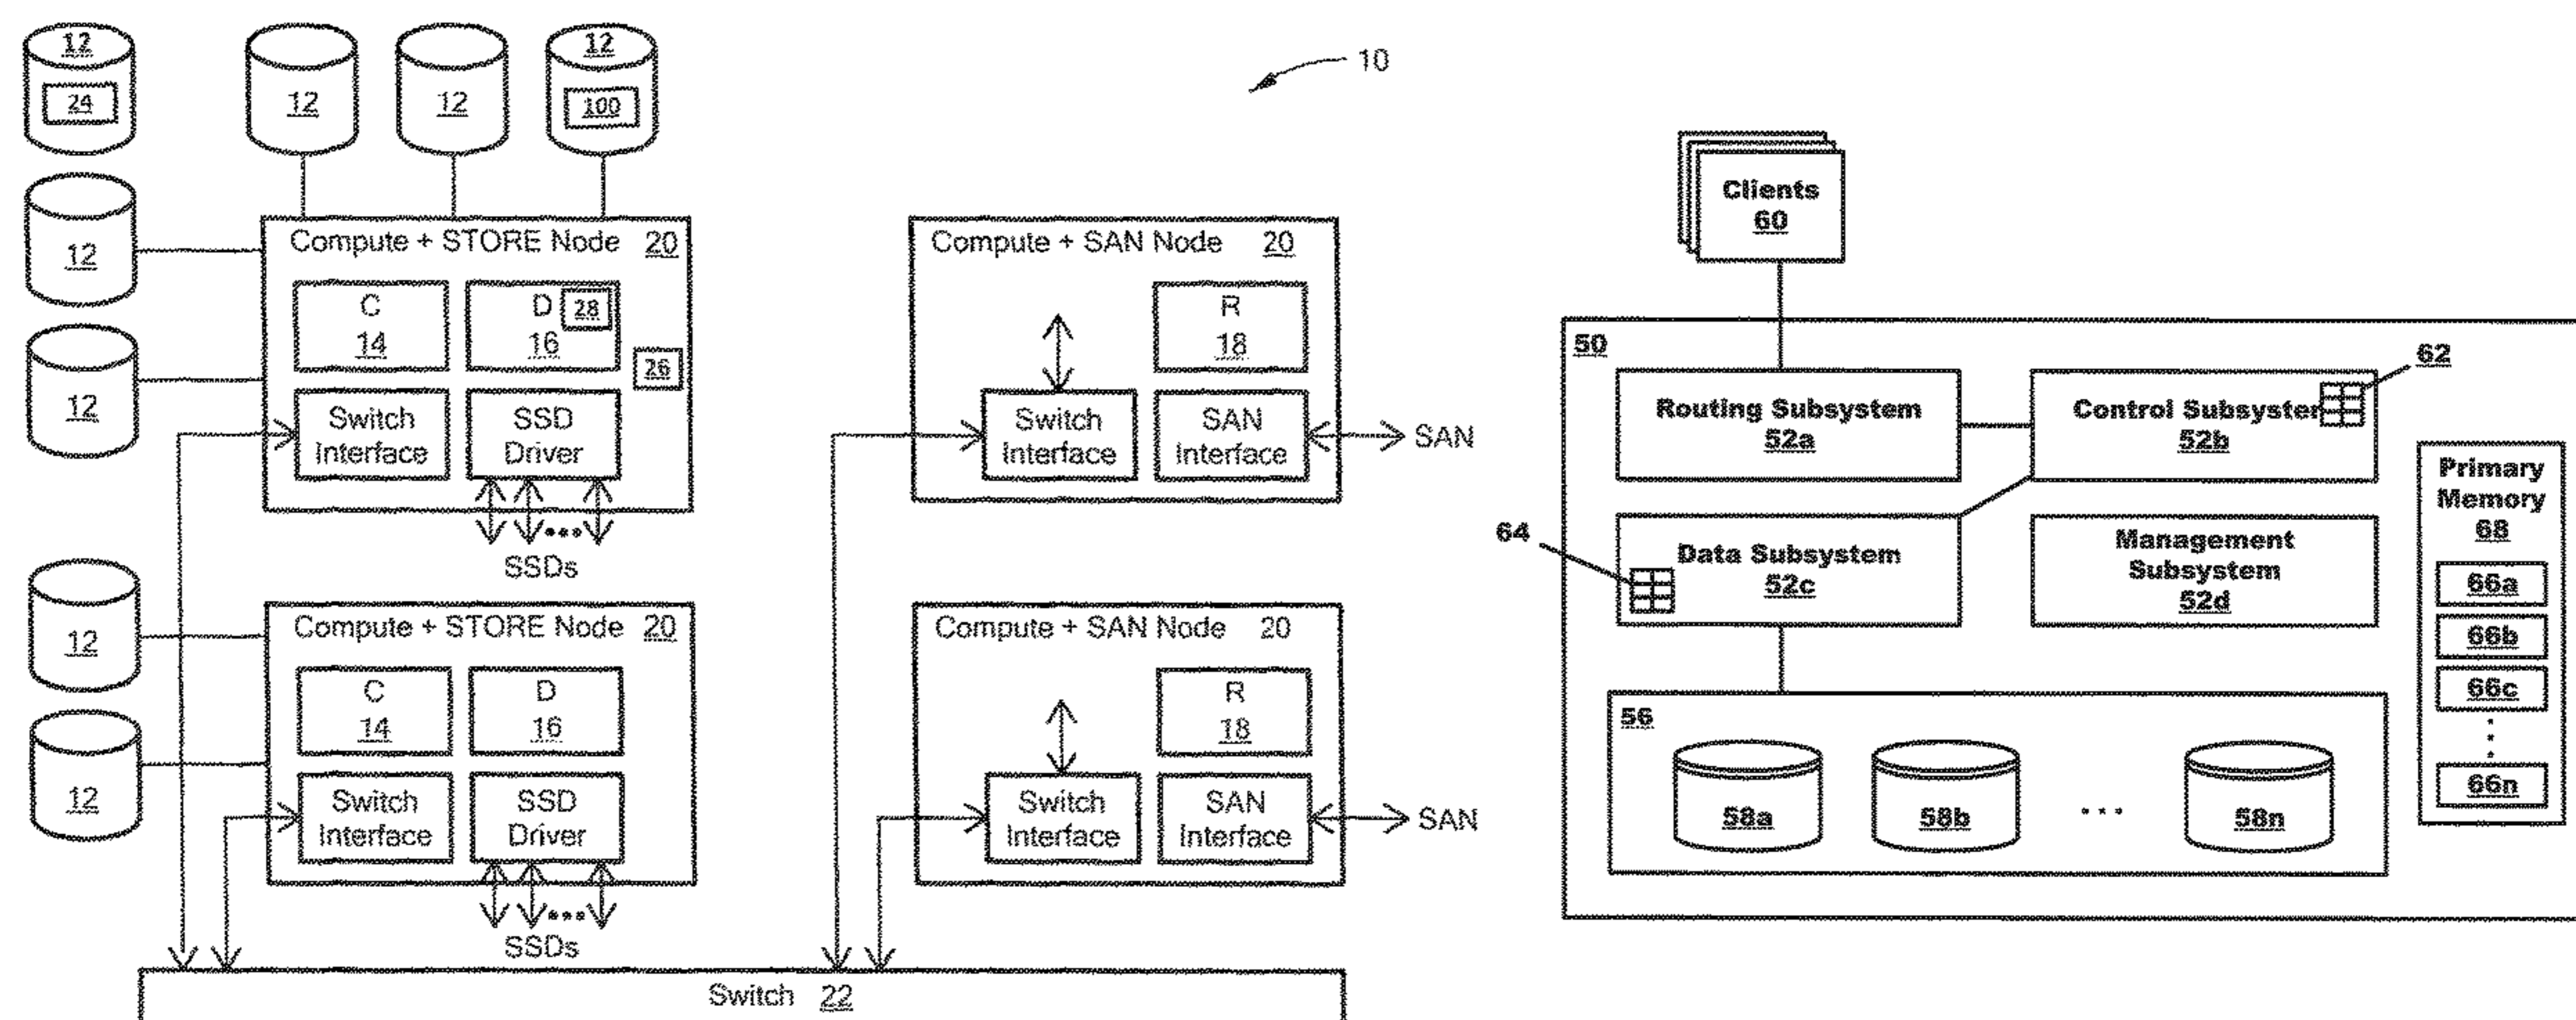 12
24
12
12
12
100
10
12
12
Compute + STORE Node 20
C
14
D
28
16
26
Switch
Interface
SSD
Driver
SSDs
Compute + SAN Node 20
R
18
Switch
Interface
SAN
Interface
SAN
12
12
Compute + STORE Node 20
C
14
D
16
Switch
Interface
SSD
Driver
SSDs
Compute + SAN Node 20
R
18
Switch
Interface
SAN
Interface
SAN
Switch 22
Clients
60
50
Routing Subsystem
52a
Control Subsystem
52b
62
64
Data Subsystem
52c
Management
Subsystem
52d
Primary
Memory
68
66a
66b
66c
66n
56
58a
58b
...
58n